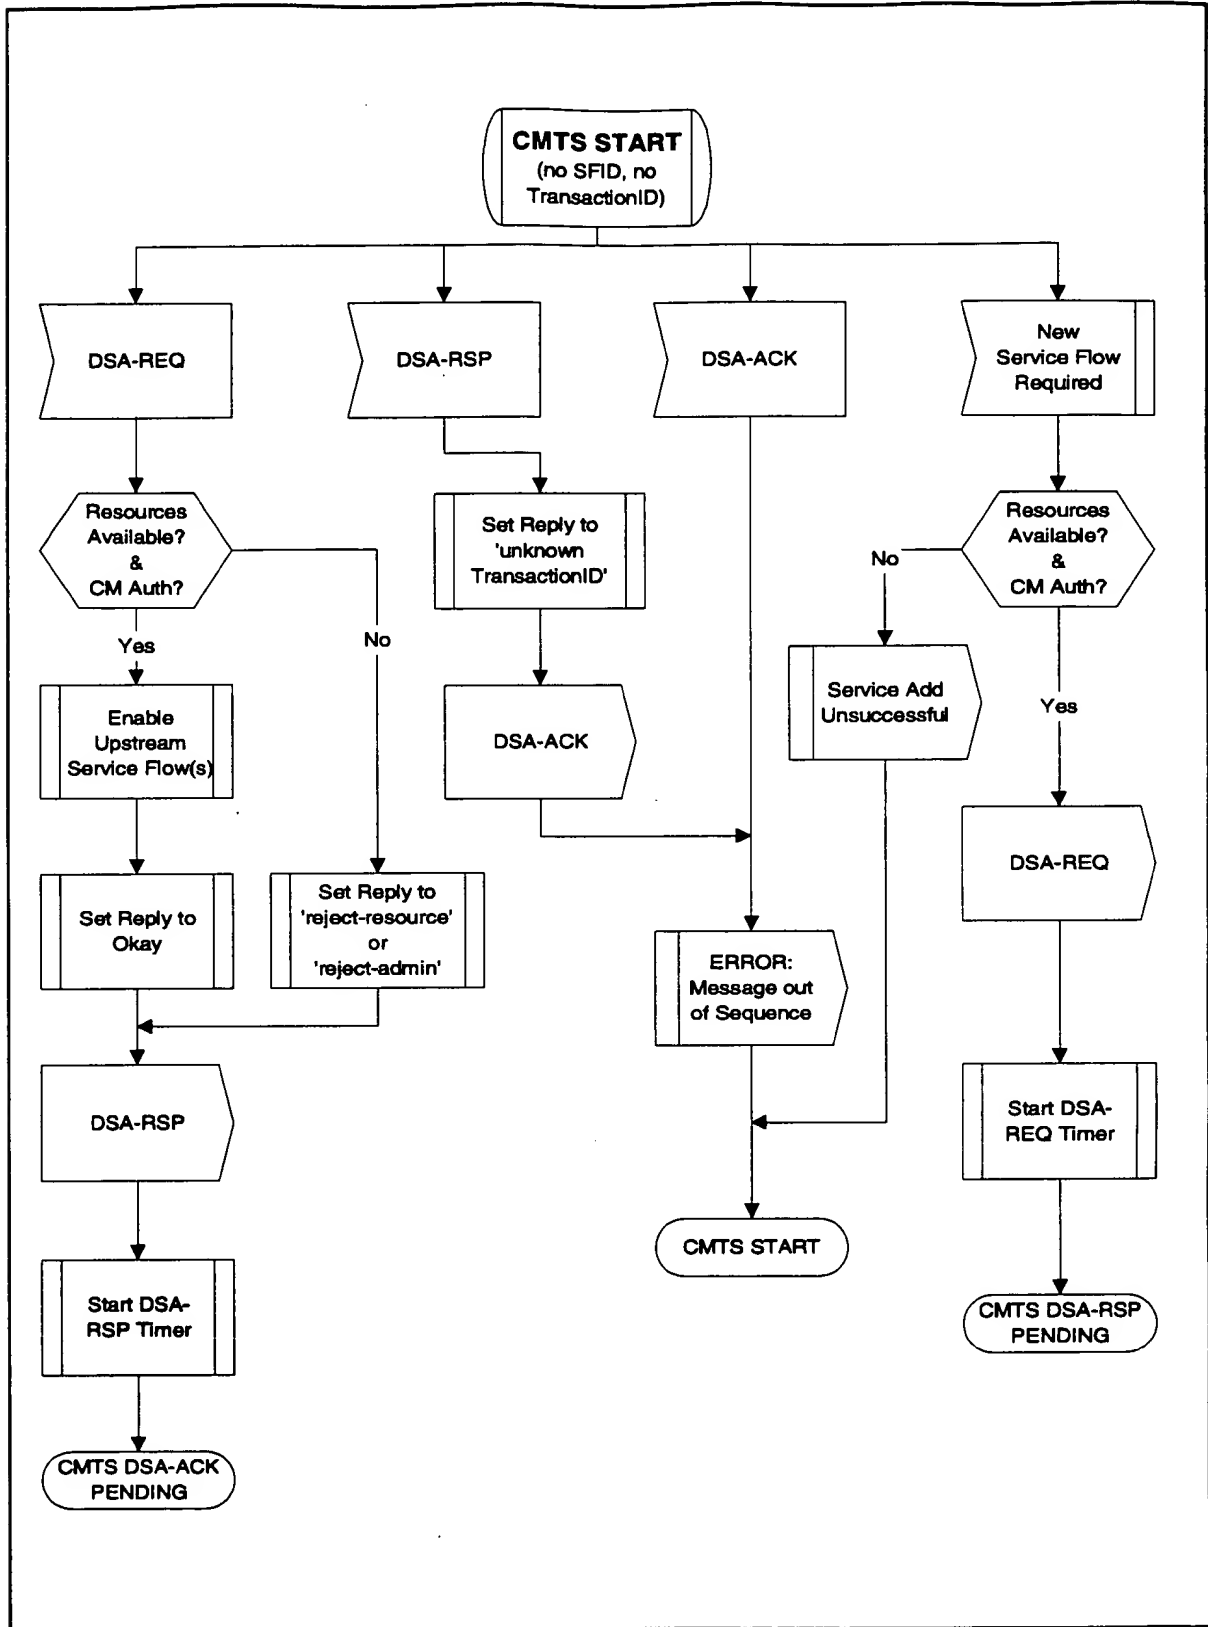 CMTS START
(no SFID, no
TransactionID)
DSA-REQ
DSA-RSP
DSA-ACK
New
Service Flow
Required
Resources
Available?
&
CM Auth?
Yes
No
Enable
Upstream
Service Flow(s)
Set Reply to
Okay
Set Reply to
'reject-resource'
or
'reject-admin'
DSA-RSP
Start DSA-
RSP Timer
CMTS DSA-ACK
PENDING
Set Reply to
'unknown
TransactionID'
DSA-ACK
ERROR:
Message out
of Sequence
CMTS START
Resources
Available?
&
CM Auth?
No
Service Add
Unsuccessful
Yes
DSA-REQ
Start DSA-
REQ Timer
CMTS DSA-RSP
PENDING